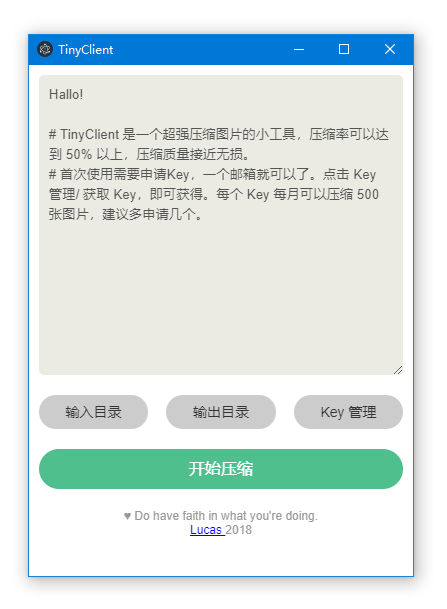 TinyClient
Hallo!
# TinyClient 是一个超强压缩图片的小工具，压缩率可以达
到 50% 以上，压缩质量接近无损。
# 首次使用需要申请Key，一个邮箱就可以了。点击 Key
管理/ 获取 Key，即可获得。每个 Key 每月可以压缩 500
张图片，建议多申请几个。
输入目录 输出目录 Key 管理
开始压缩
♥ Do have faith in what you're doing.
Lucas 2018